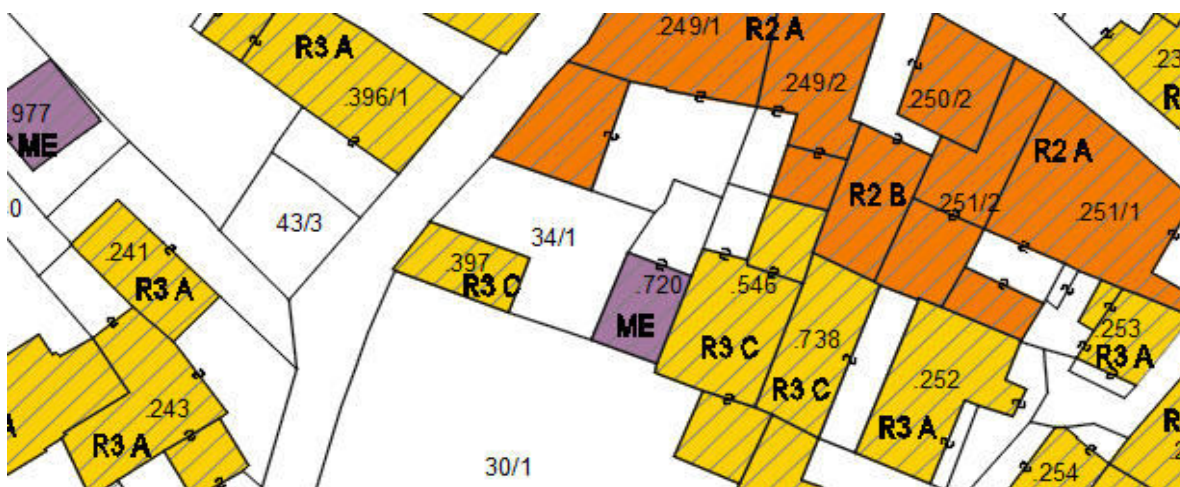 .249/1
R2 A
R3 A
.23
.977
.396/1
.249/2
.250/2
R
ME
R2 A
R2 B
.251/2
.251/1
0
43/3
34/1
.241
.397
R3 C
.720
.546
R3 A
ME
.738
.253
R3 C
R3 A
R3 C
.252
.243
A
R3 A
R3 A
R
.2
30/1
.254